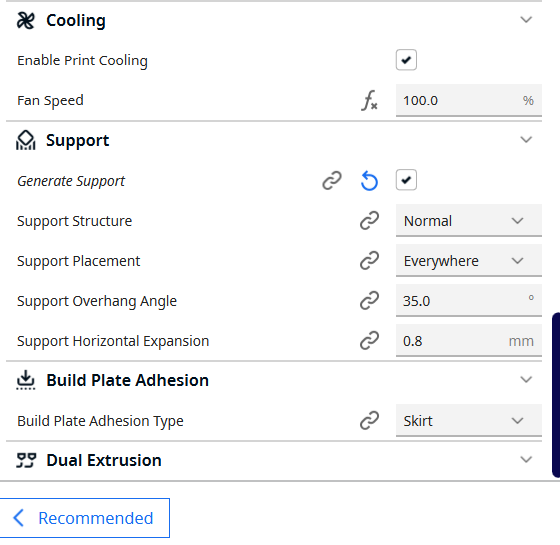 Cooling
Enable Print Cooling
Fan Speed fx 100.0 %
Support
Generate Support
Support Structure Normal
Support Placement Everywhere
Support Overhang Angle 35.0 °
Support Horizontal Expansion 0.8 mm
Build Plate Adhesion
Build Plate Adhesion Type Skirt
Dual Extrusion
Recommended